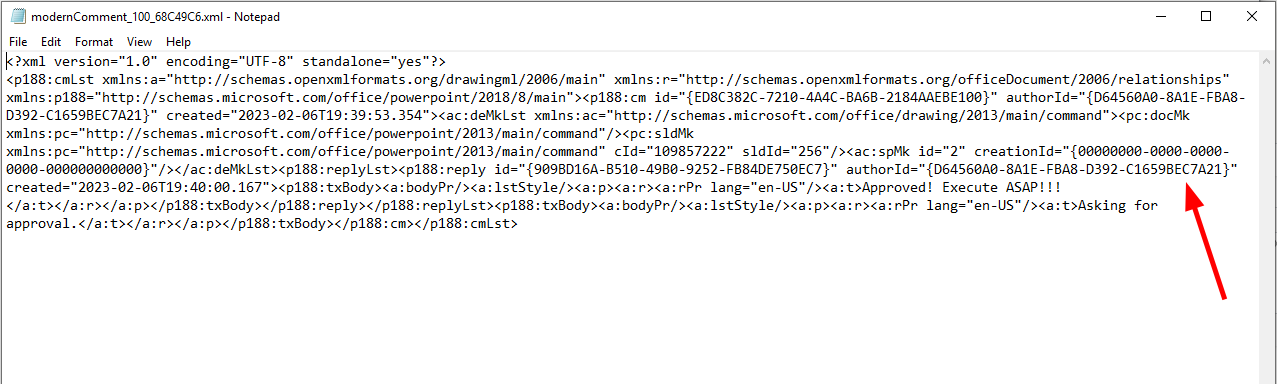 modernComment_100_68C49C6.xml - Notepad
File Edit Format View Help
<?xml version="1.0" encoding="UTF-8" standalone="yes"?>
<p188:cmLst xmlns:a="http://schemas.openxmlformats.org/drawingml/2006/main" xmlns:r="http://schemas.openxmlformats.org/officeDocument/2006/relationships"
xmlns:p188="http://schemas.microsoft.com/office/powerpoint/2018/8/main"><p188:cm id="{ED8C382C-7210-4A4C-BA6B-2184AAEBE100}" authorId="{D64560A0-8A1E-FBA8-
D392-C1659BEC7A21}" created="2023-02-06T19:39:53.354"><ac:deMkLst xmlns:ac="http://schemas.microsoft.com/office/drawing/2013/main/command"><pc:docMk
xmlns:pc="http://schemas.microsoft.com/office/powerpoint/2013/main/command"/><pc:sldMk
xmlns:pc="http://schemas.microsoft.com/office/powerpoint/2013/main/command" cId="109857222" sldId="256"/><ac:spMk id="2" creationId="{00000000-0000-0000-
0000-000000000000}"/></ac:deMkLst><p188:replyLst><p188:reply id="{909BD16A-B510-49B0-9252-FB84DE750EC7}" authorId="{D64560A0-8A1E-FBA8-D392-C1659BEC7A21}"
created="2023-02-06T19:40:00.167"><p188:txBody><a:bodyPr/><a:lstStyle/><a:p><a:r><a:rPr lang="en-US"/><a:t>Approved! Execute ASAP!!!
</a:t></a:r></a:p></p188:txBody></p188:reply></p188:replyLst><p188:txBody><a:bodyPr/><a:lstStyle/><a:p><a:r><a:rPr lang="en-US"/><a:t>Asking for
approval.</a:t></a:r></a:p></p188:txBody></p188:cm></p188:cmLst>